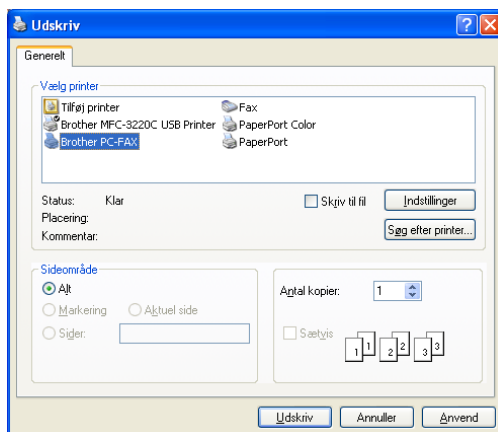 Udskriv
Generelt
Vælg printer
Tilføj printer
Fax
Brother MFC-3220C USB Printer
PaperPort Color
Brother PC-FAX
PaperPort
Status: Klar
Skriv til fil
Indstillinger
Placering:
Kommentar:
Søg efter printer...
Sideområde
Alt
Antal kopier: 1
Markering
Aktuel side
Sider:
Sætvis
1 1 2 2 3 3
Udskriv
Annuller
Anvend